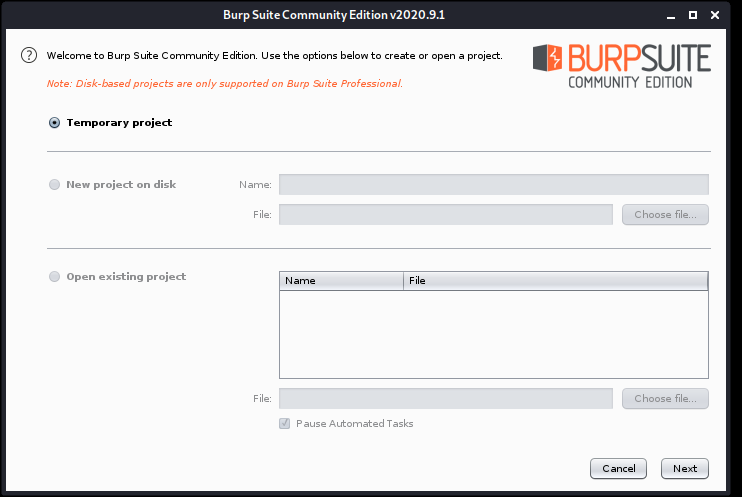 Burp Suite Community Edition v2020.9.1
? Welcome to Burp Suite Community Edition. Use the options below to create or open a project.
Note: Disk-based projects are only supported on Burp Suite Professional.
BURPSUITE
COMMUNITY EDITION
Temporary project
New project on disk Name:
File: Choose file...
Open existing project
Name File
File: Choose file...
Pause Automated Tasks
Cancel Next